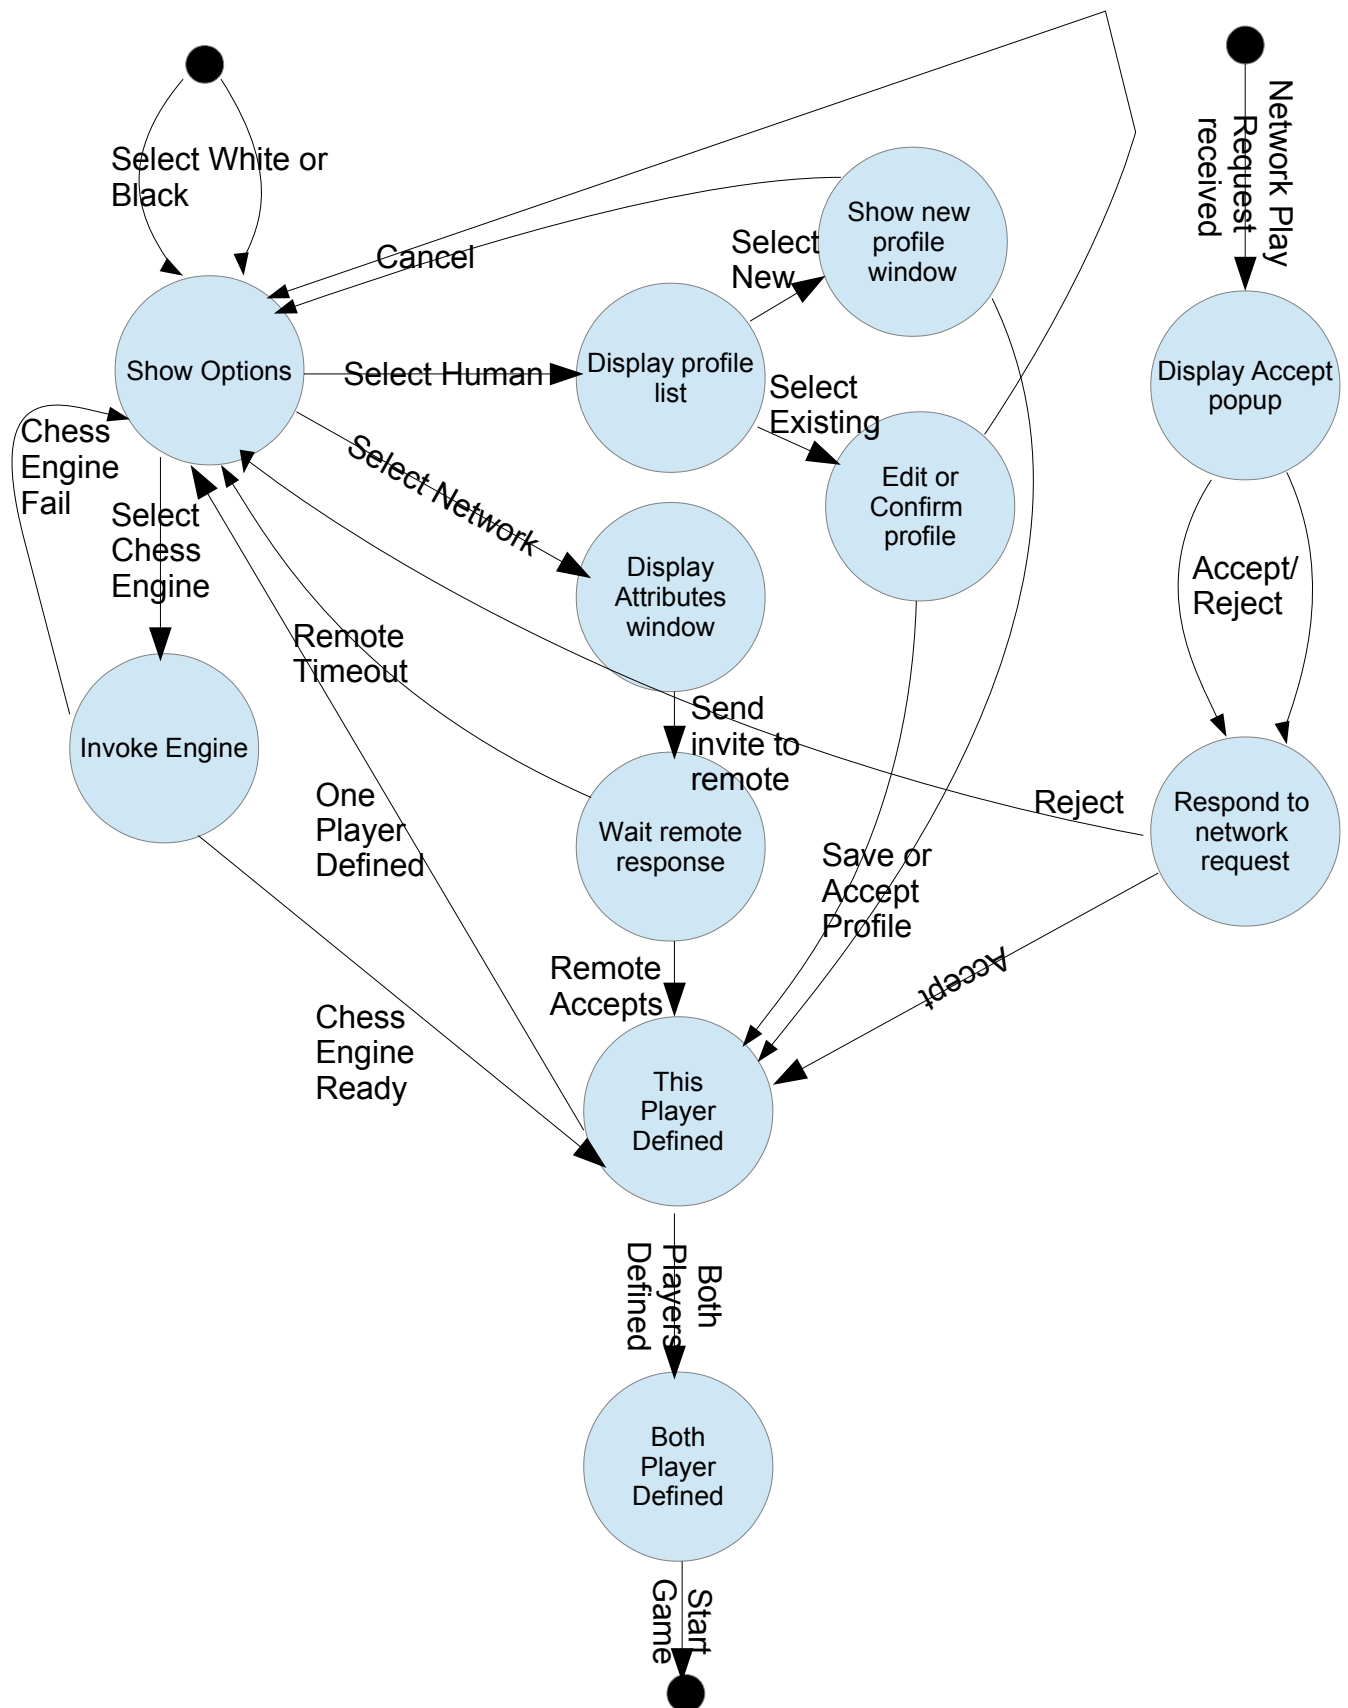 Select White or
Black
Network Play
Request
received
Cancel
Select
New
Show new
profile
window
Show Options
Select Human
Display profile
list
Select
Existing
Display Accept
popup
Chess
Engine
Fail
Select Network
Edit or
Confirm
profile
Select
Chess
Engine
Display
Attributes
window
Accept/
Reject
Remote
Timeout
Send
invite to
remote
Invoke Engine
One
Player
Defined
Wait remote
response
Reject
Respond to
network
request
Save or
Accept
Profile
Remote
Accepts
Accept
Chess
Engine
Ready
This
Player
Defined
Both
Players
Defined
Both
Player
Defined
Start
Game